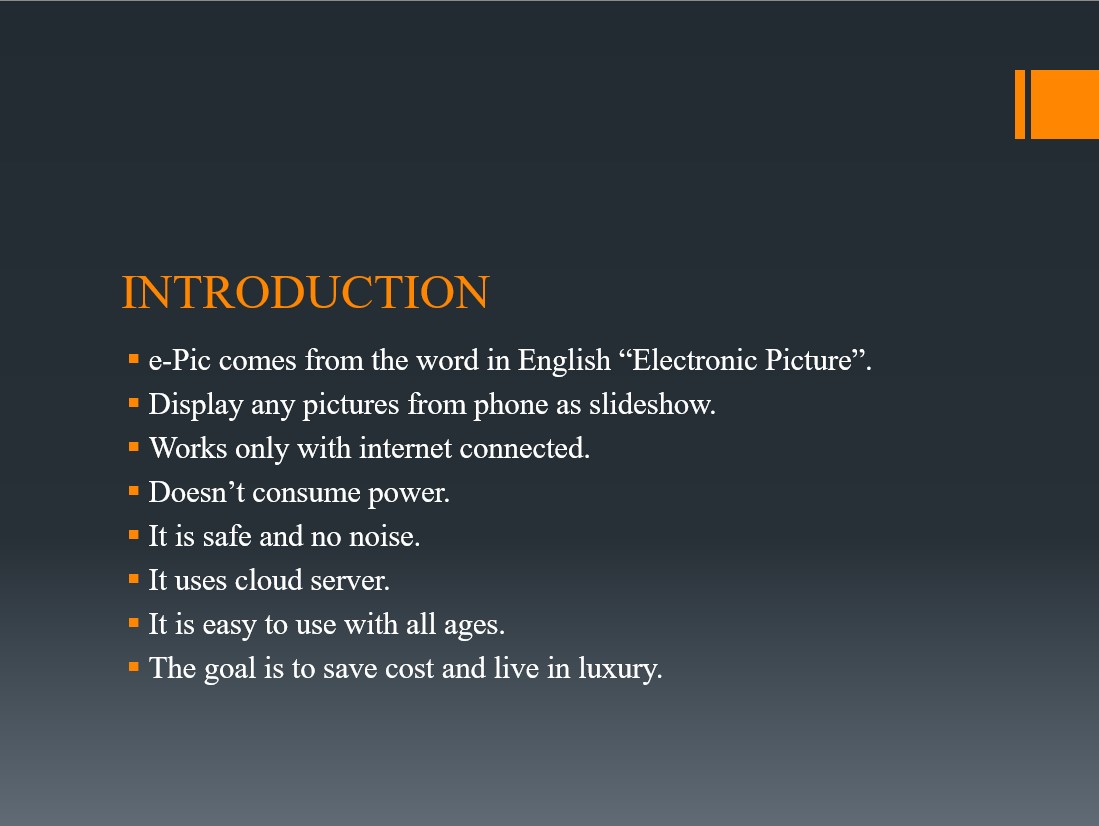 INTRODUCTION
e-Pic comes from the word in English “Electronic Picture”.
Display any pictures from phone as slideshow.
Works only with internet connected.
Doesn’t consume power.
It is safe and no noise.
It uses cloud server.
It is easy to use with all ages.
The goal is to save cost and live in luxury.